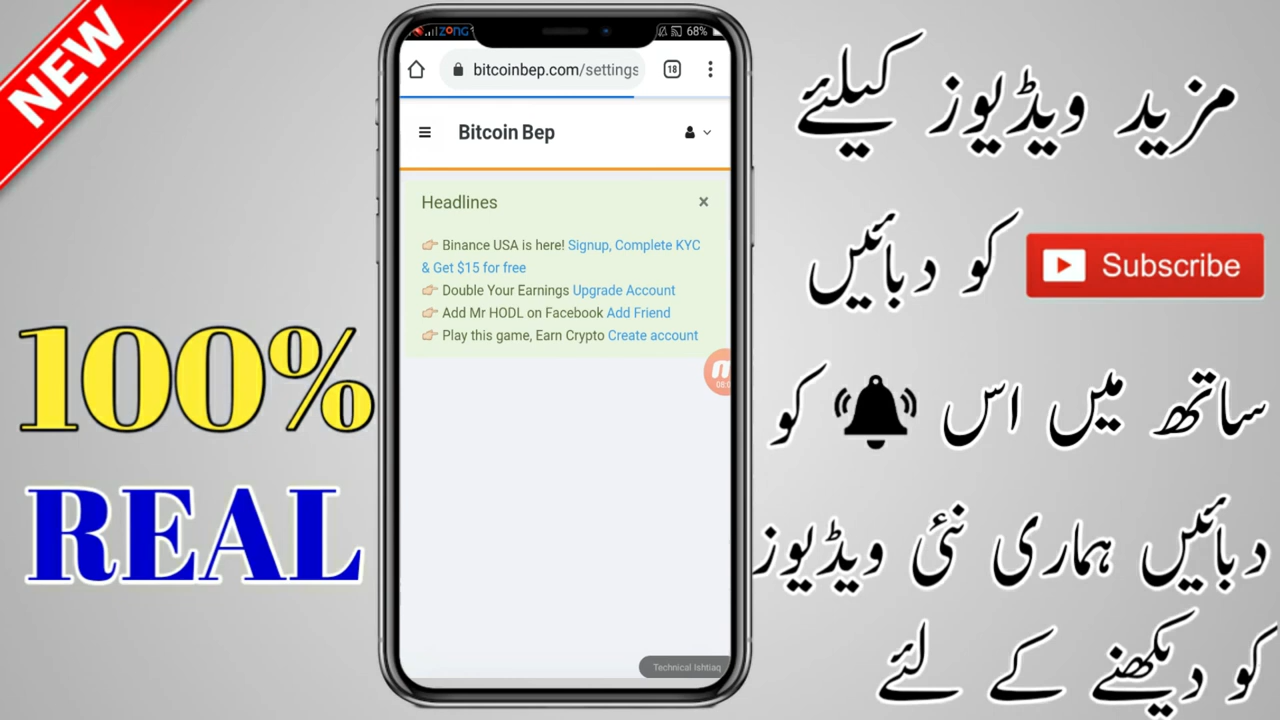 NEW
100%
REAL
ZONG
68%
bitcoinbep.com/settings
18
Bitcoin Bep
Headlines
Binance USA is here! Signup, Complete KYC
& Get $15 for free
Double Your Earnings Upgrade Account
Add Mr HODL on Facebook Add Friend
Play this game, Earn Crypto Create account
Technical Ishtiaq
مزید ویڈیوز کیلئے
Subscribe کو دبائیں
ساتھ میں اس کو
دبائیں ہماری نئی ویڈیوز
کو دیکھنے کے لئے